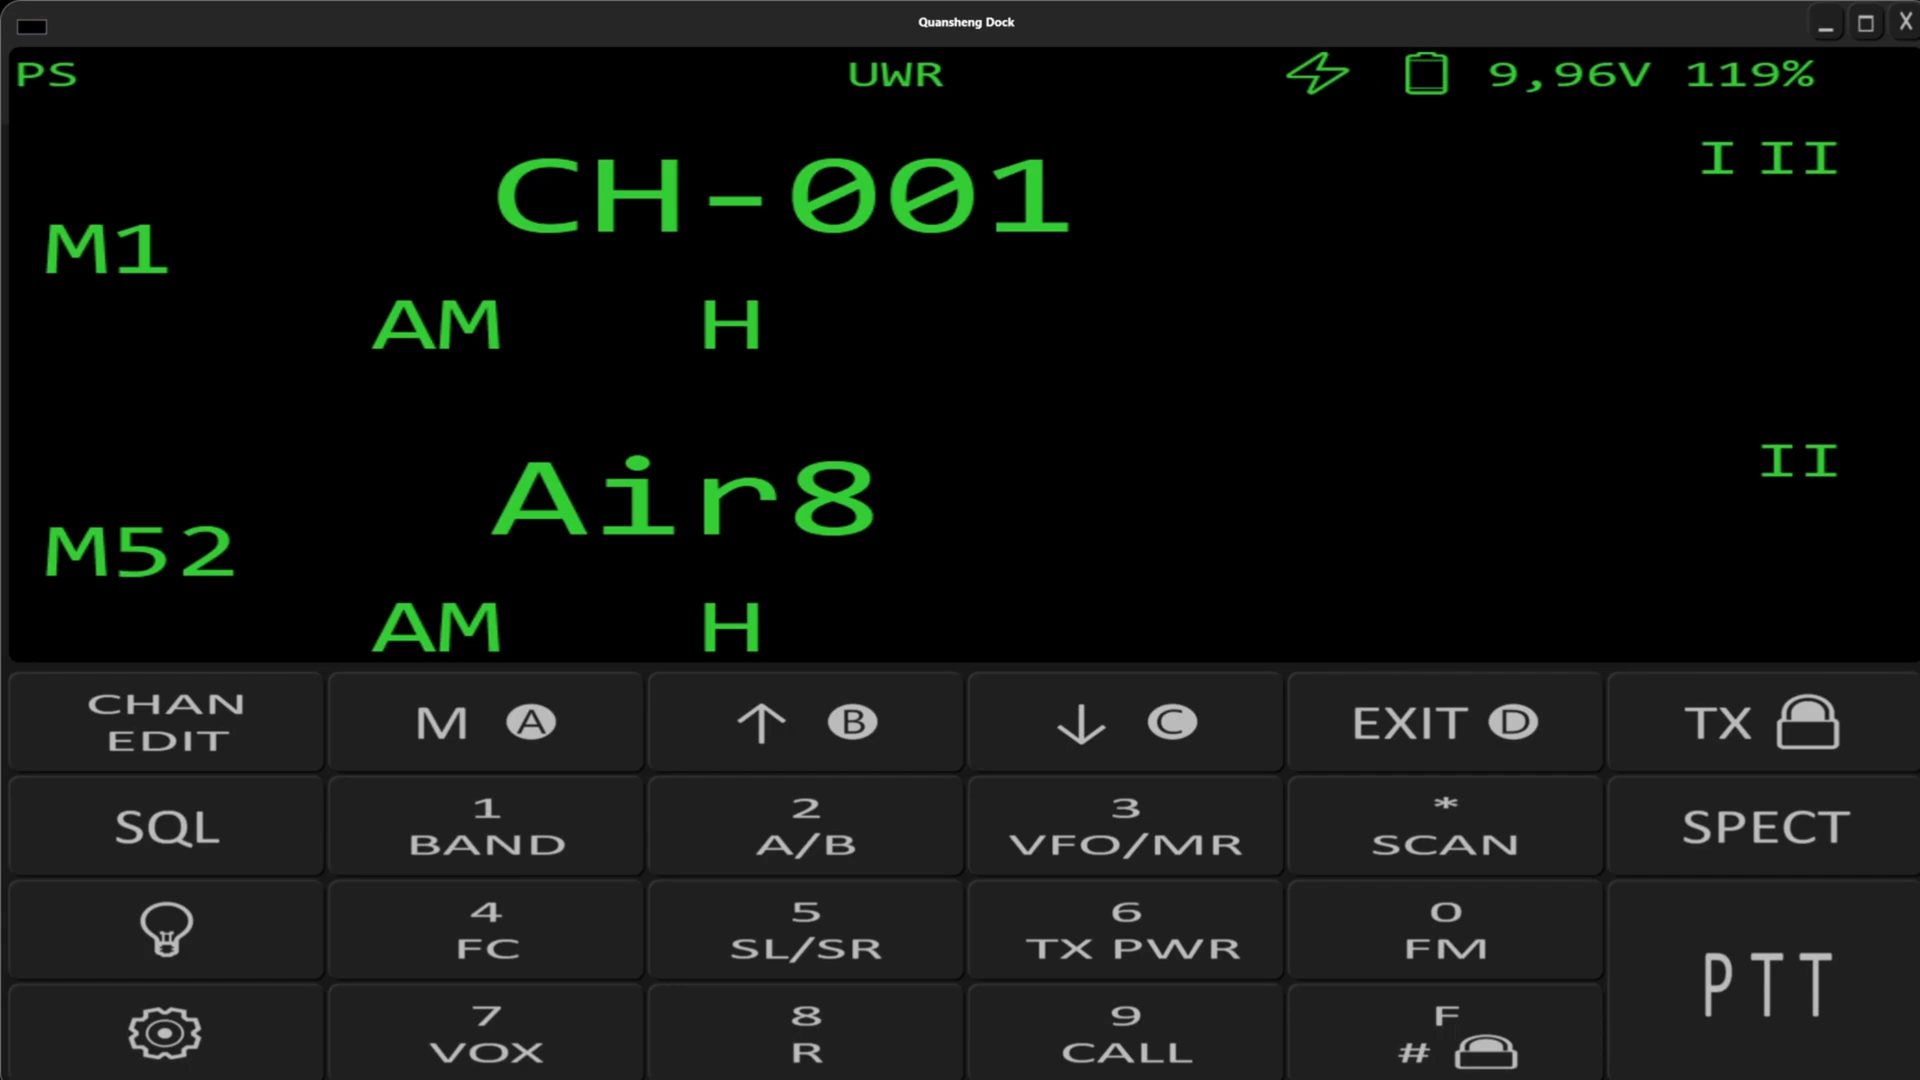 Quansheng Dock
X
PS UWR 9,96V 119%
CH-001 I II
M1
AM H
Air8 II
M52
AM H
CHAN EDIT
M A
↑ B
↓ C
EXIT D
TX
SQL
1 BAND
2 A/B
3 VFO/MR
* SCAN
SPECT
4 FC
5 SL/SR
6 TX PWR
0 FM
PTT
7 VOX
8 R
9 CALL
F #